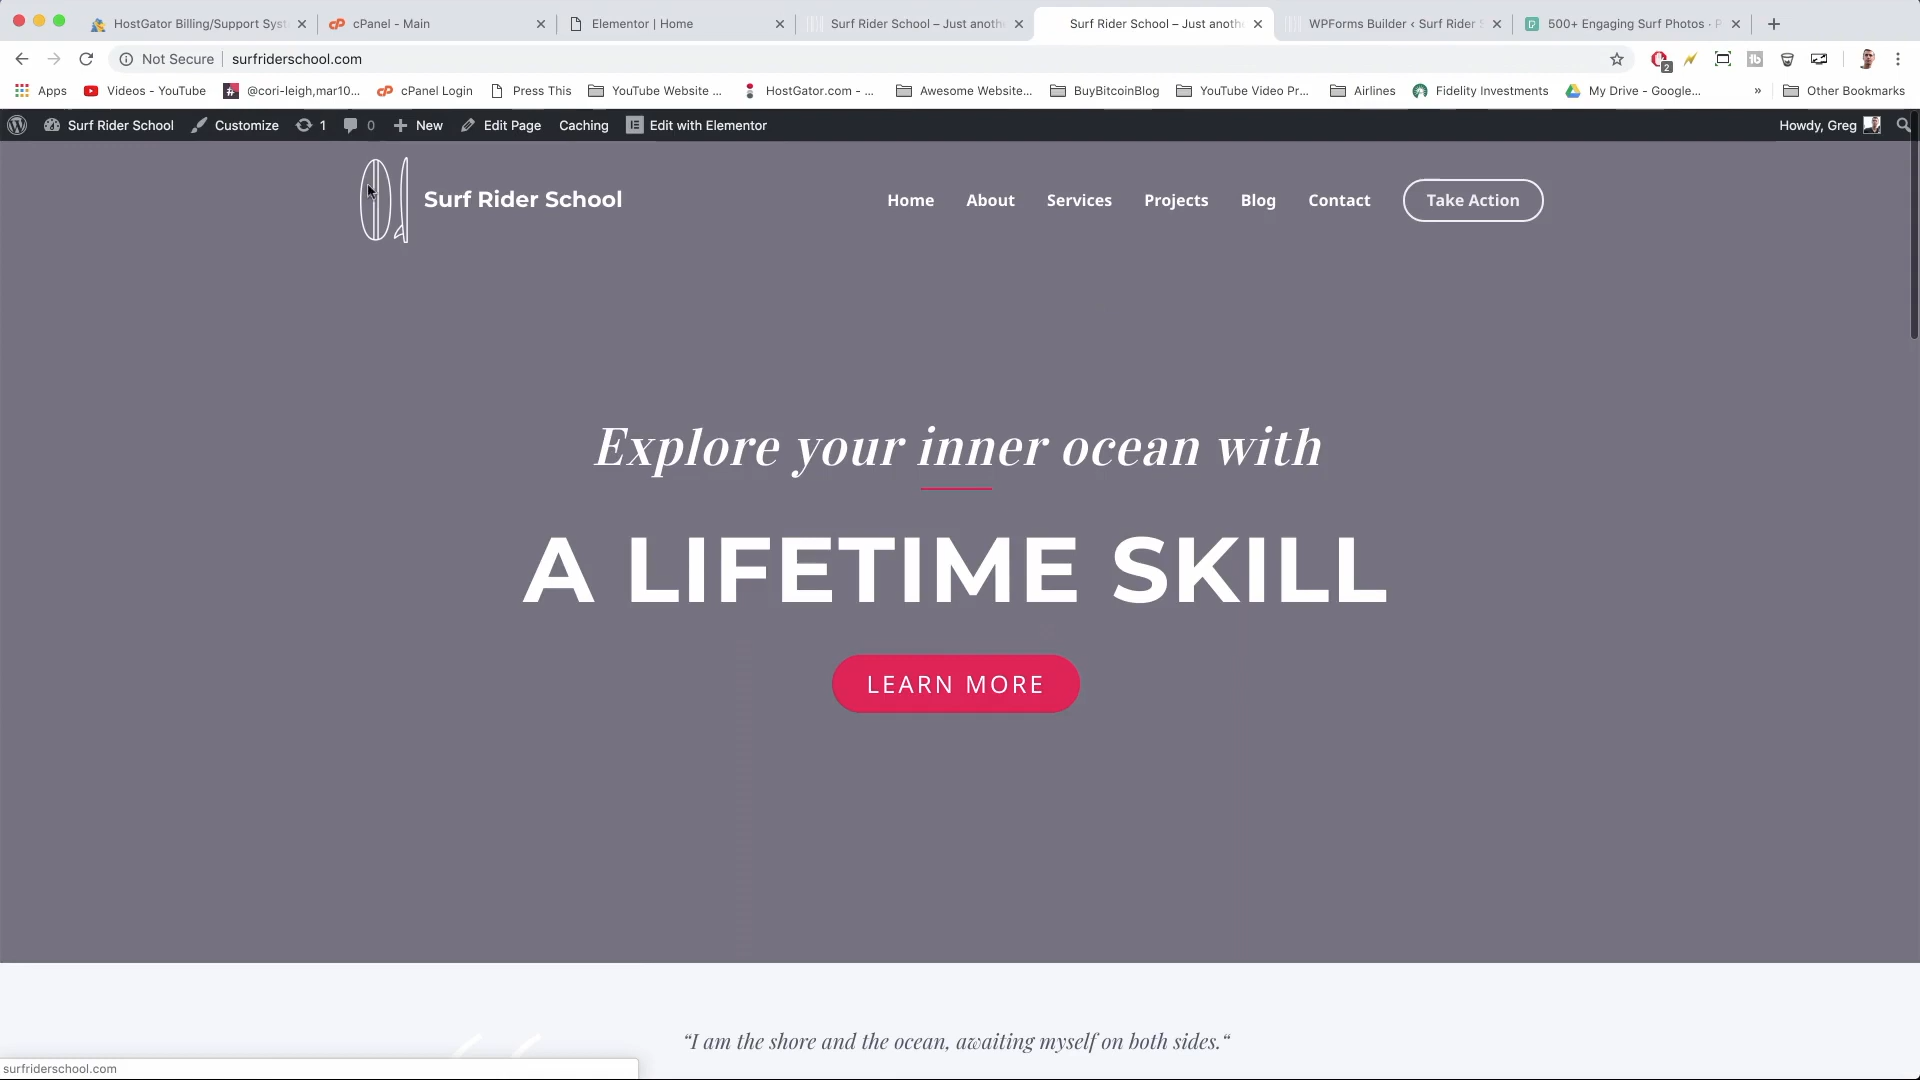 HostGator Billing/Support Syst
cPanel - Main
Elementor | Home
Surf Rider School – Just anoth
Surf Rider School – Just anoth
WPForms Builder ‹ Surf Rider S
500+ Engaging Surf Photos · P
Not Secure
surfriderschool.com
2
Apps
Videos - YouTube
@cori-leigh,mar10...
cPanel Login
Press This
YouTube Website ...
HostGator.com - ...
Awesome Website...
BuyBitcoinBlog
YouTube Video Pr...
Airlines
Fidelity Investments
My Drive - Google...
»
Other Bookmarks
Surf Rider School
Customize
1
0
New
Edit Page
Caching
Edit with Elementor
Howdy, Greg
Surf Rider School
Home
About
Services
Projects
Blog
Contact
Take Action
Explore your inner ocean with
A LIFETIME SKILL
LEARN MORE
“I am the shore and the ocean, awaiting myself on both sides.“
surfriderschool.com